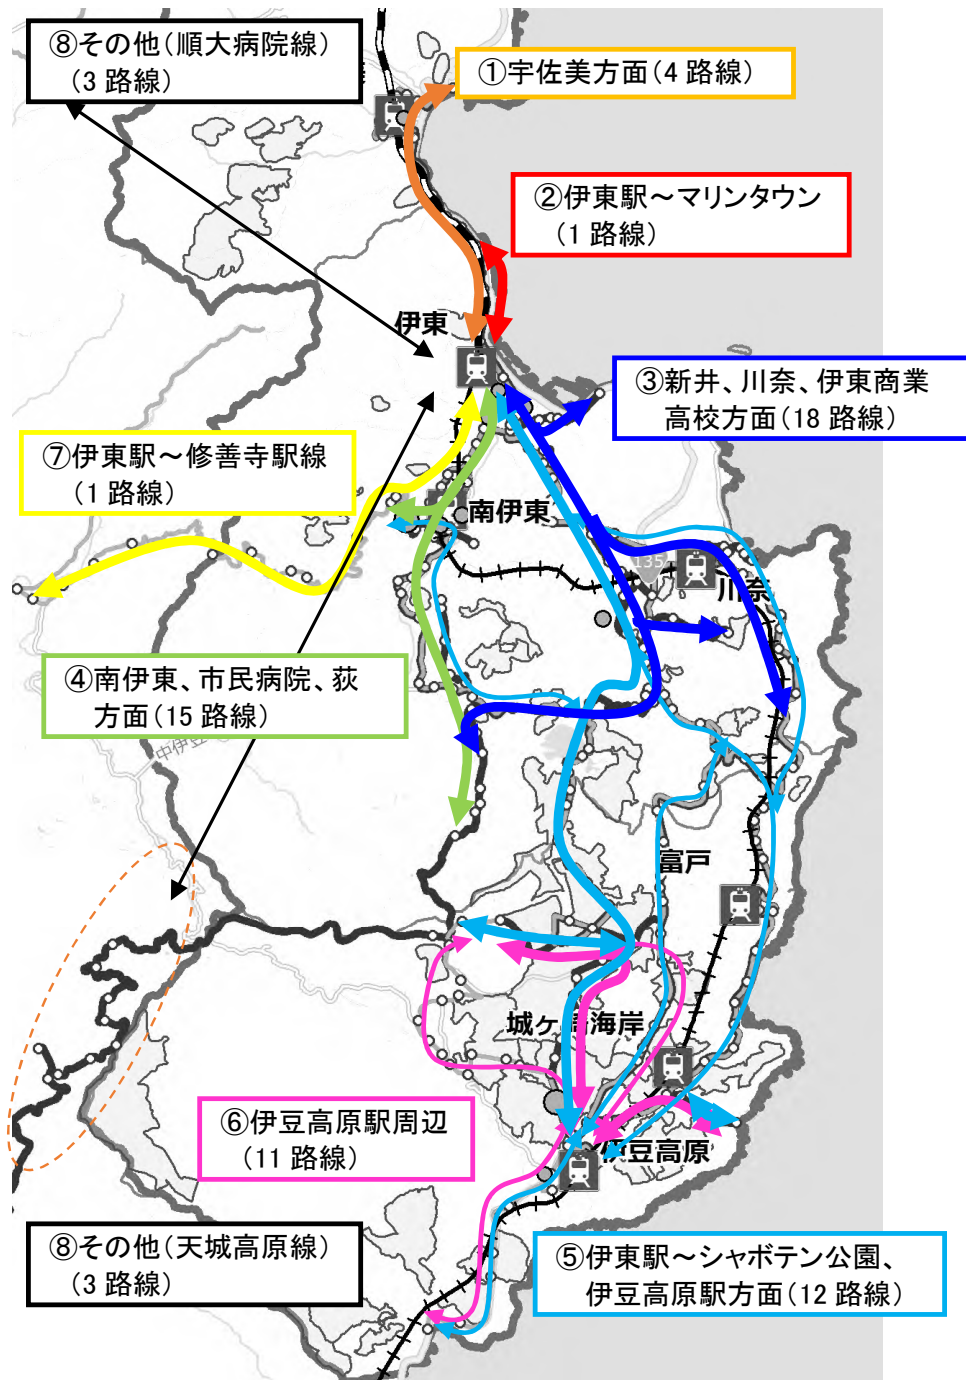 ⑧その他（順大病院線）
（3 路線）
①宇佐美方面（4 路線）
②伊東駅～マリンタウン
（1 路線）
伊東
③新井、川奈、伊東商業
高校方面（18 路線）
⑦伊東駅～修善寺駅線
（1 路線）
南伊東
135
川奈
④南伊東、市民病院、荻
方面（15 路線）
中伊豆
富戸
城ヶ
海岸
⑥伊豆高原駅周辺
（11 路線）
伊豆高原
⑧その他（天城高原線）
（3 路線）
⑤伊東駅～シャボテン公園、
伊豆高原駅方面（12 路線）